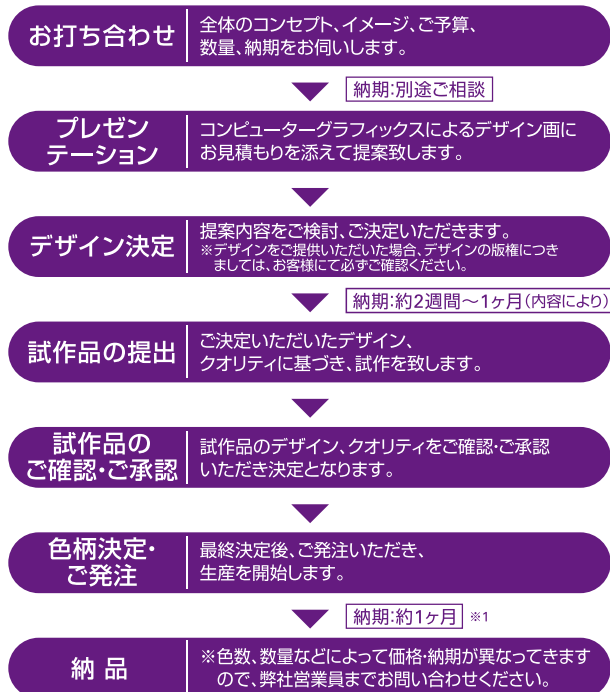 お打ち合わせ
全体のコンセプト、イメージ、ご予算、
数量、納期をお伺いします。
納期:別途ご相談
プレゼン
テーション
コンピューターグラフィックスによるデザイン画に
お見積もりを添えて提案致します。
デザイン決定
提案内容をご検討、ご決定いただきます。
※デザインをご提供いただいた場合、デザインの版権につき
ましては、お客様にて必ずご確認ください。
納期:約2週間～1ヶ月(内容により)
試作品の提出
ご決定いただいたデザイン、
クオリティに基づき、試作を致します。
試作品の
ご確認・ご承認
試作品のデザイン、クオリティをご確認・ご承認
いただき決定となります。
色柄決定・
ご発注
最終決定後、ご発注いただき、
生産を開始します。
納期:約1ヶ月 ※1
納品
※色数、数量などによって価格・納期が異なってきます
ので、弊社営業員までお問い合わせください。